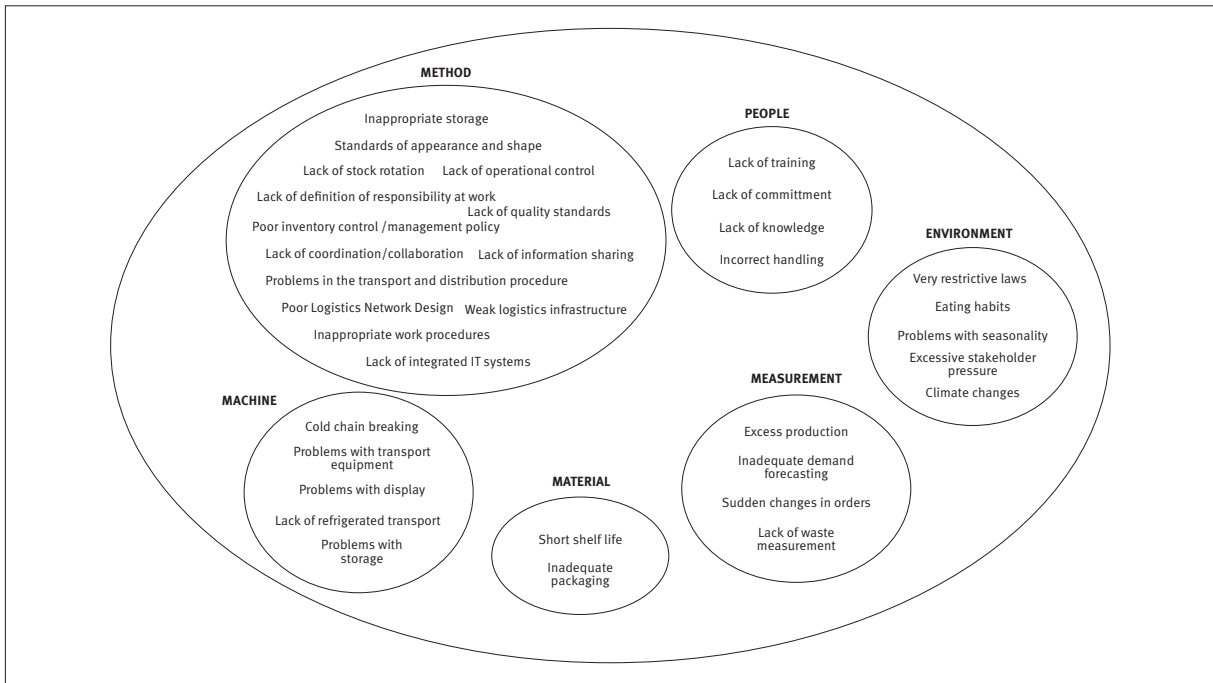 METHOD
Inappropriate storage
Standards of appearance and shape
Lack of stock rotation Lack of operational control
Lack of definition of responsibility at work
Lack of quality standards
Poor inventory control /management policy
Lack of coordination/collaboration Lack of information sharing
Problems in the transport and distribution procedure
Poor Logistics Network Design Weak logistics infrastructure
Inappropriate work procedures
Lack of integrated IT systems
PEOPLE
Lack of training
Lack of committment
Lack of knowledge
Incorrect handling
ENVIRONMENT
Very restrictive laws
Eating habits
Problems with seasonality
Excessive stakeholder
pressure
Climate changes
MACHINE
Cold chain breaking
Problems with transport
equipment
Problems with display
Lack of refrigerated transport
Problems with
storage
MATERIAL
Short shelf life
Inadequate
packaging
MEASUREMENT
Excess production
Inadequate demand
forecasting
Sudden changes in orders
Lack of waste
measurement